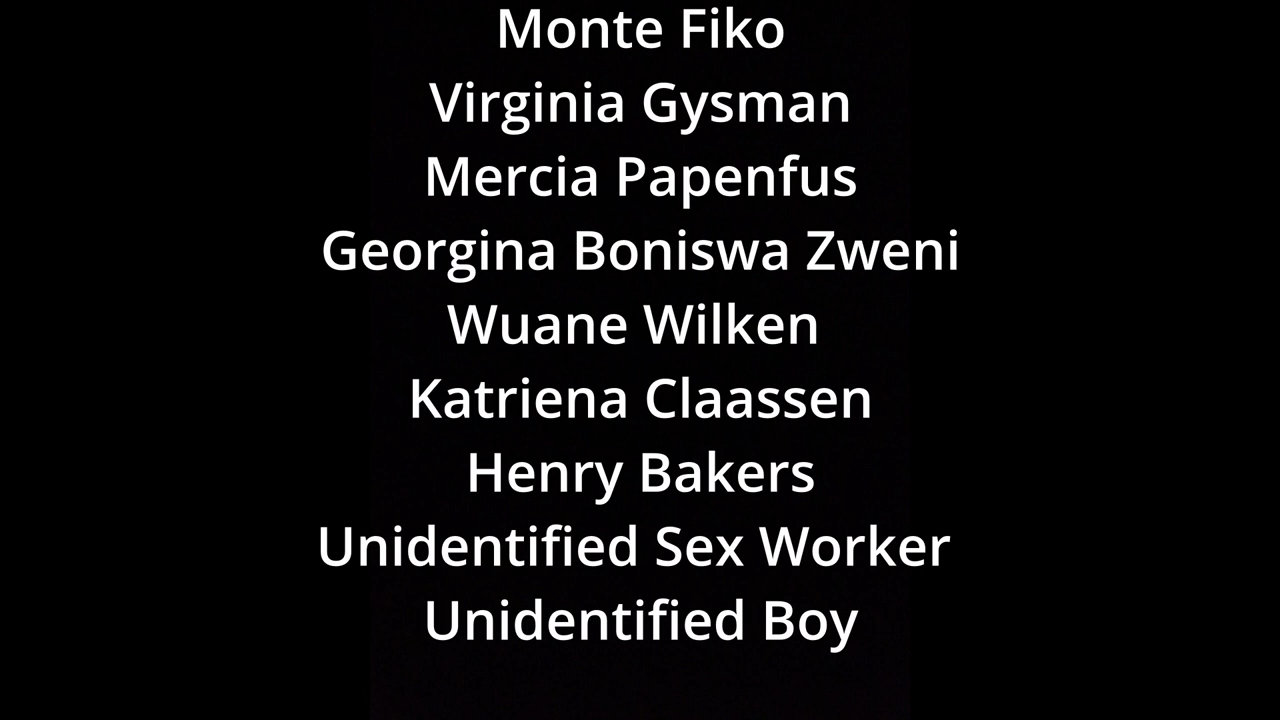 Monte Fiko
Virginia Gysman
Mercia Papenfus
Georgina Boniswa Zweni
Wuane Wilken
Katriena Claassen
Henry Bakers
Unidentified Sex Worker
Unidentified Boy